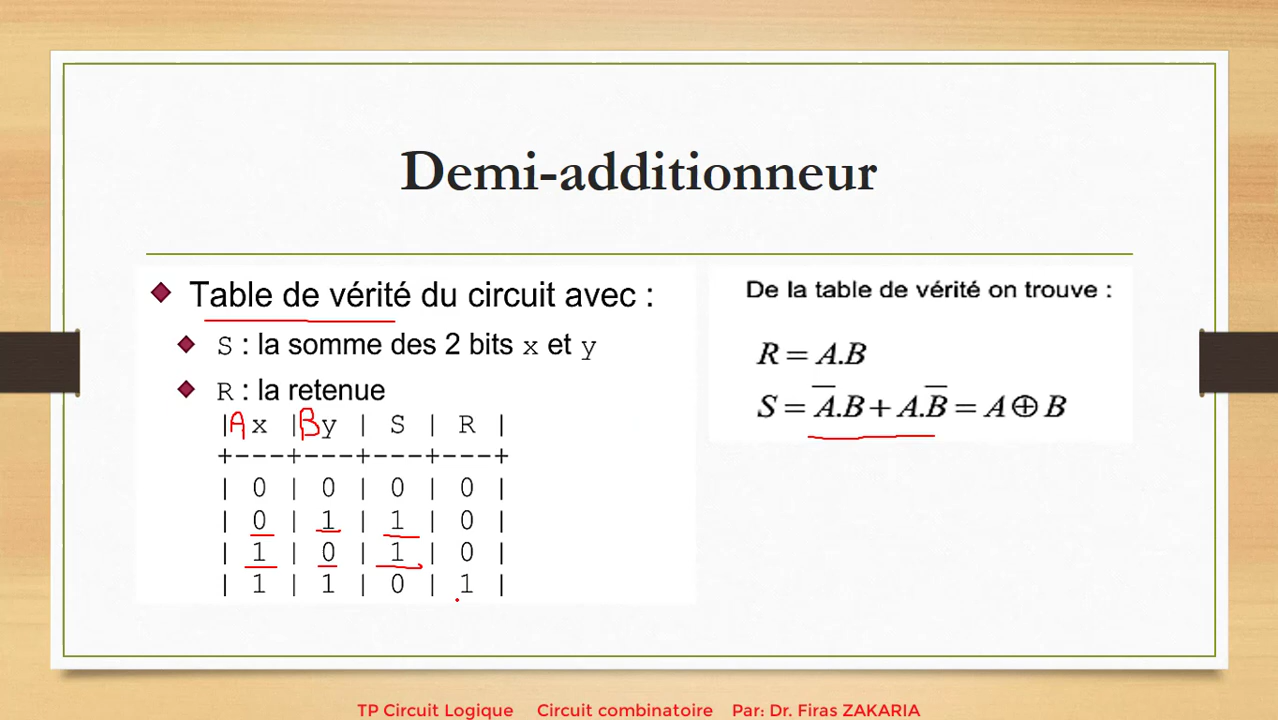 Demi-additionneur
Table de vérité du circuit avec :
S : la somme des 2 bits x et y
R : la retenue
|A x |B y | S | R |
+---+---+---+---+
| 0 | 0 | 0 | 0 |
| 0 | 1 | 1 | 0 |
| 1 | 0 | 1 | 0 |
| 1 | 1 | 0 | 1 |
De la table de vérité on trouve :
R = A.B
S = A̅.B + A.B̅ = A ⊕ B
TP Circuit Logique Circuit combinatoire Par: Dr. Firas ZAKARIA